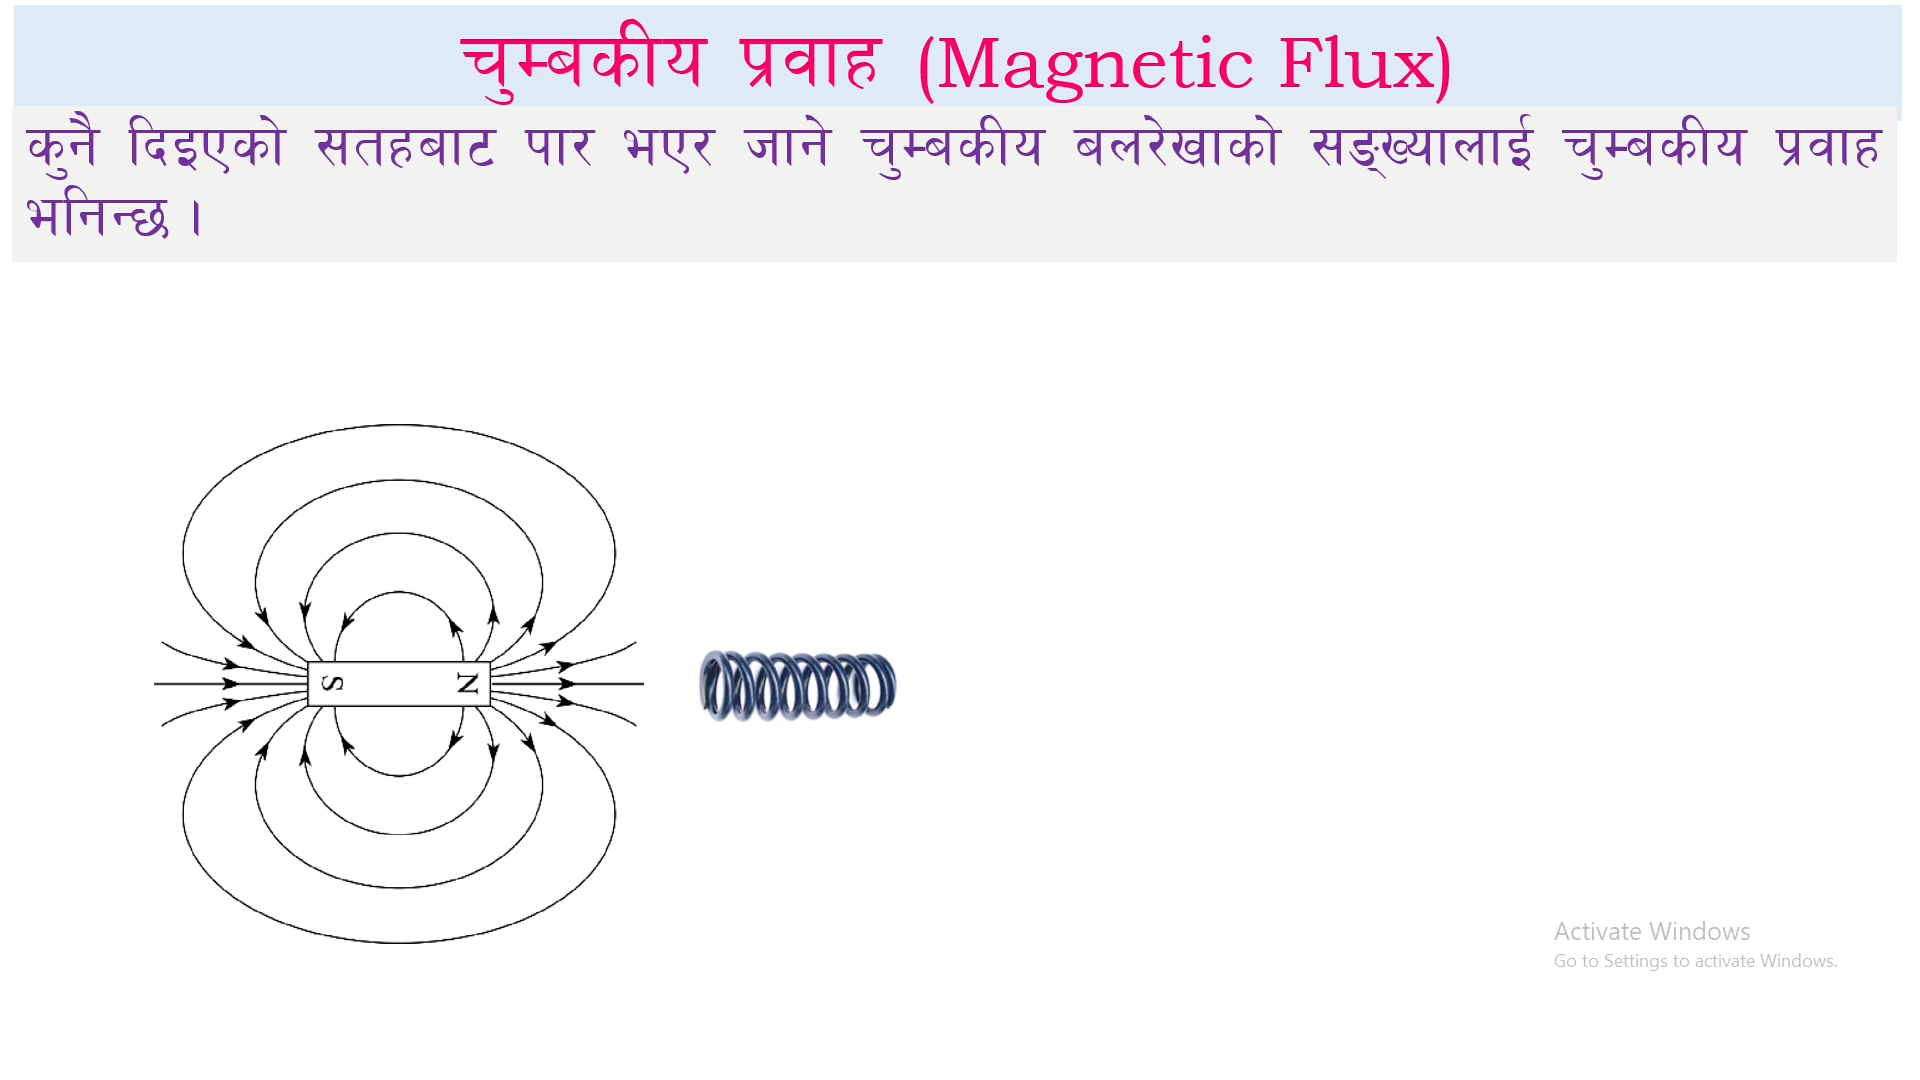 चुम्बकीय प्रवाह (Magnetic Flux)
कुनै दिइएको सतहबाट पार भएर जाने चुम्बकीय बलरेखाको सङ्ख्यालाई चुम्बकीय प्रवाह
भनिन्छ ।
S N
Activate Windows
Go to Settings to activate Windows.